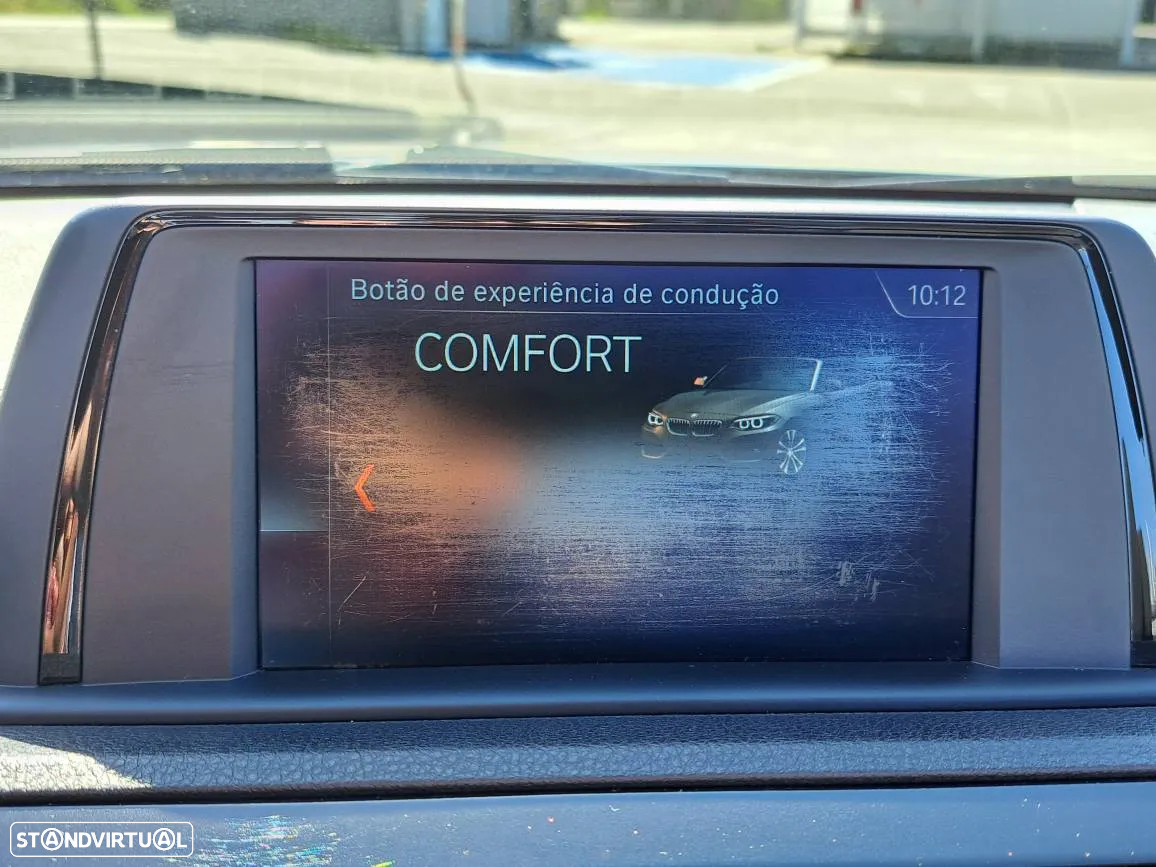 Botão de experiência de condução
10:12
COMFORT
STANDVIRTUAL